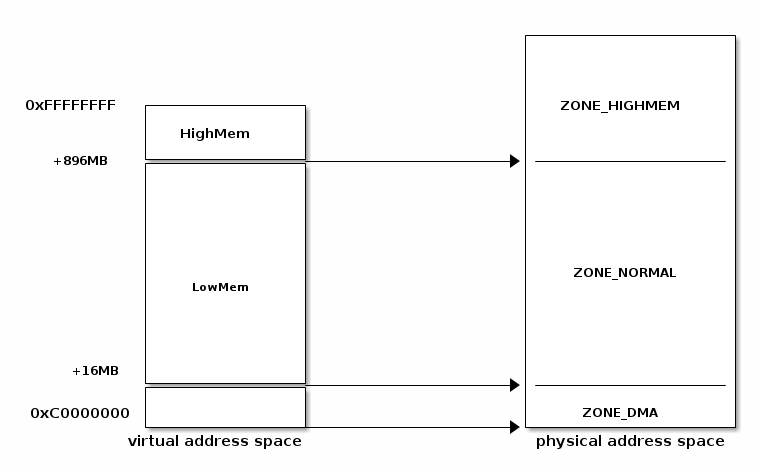 0xFFFFFFFF
HighMem
ZONE_HIGHMEM
+896MB
ZONE_NORMAL
LowMem
+16MB
0xC0000000
ZONE_DMA
virtual address space
physical address space